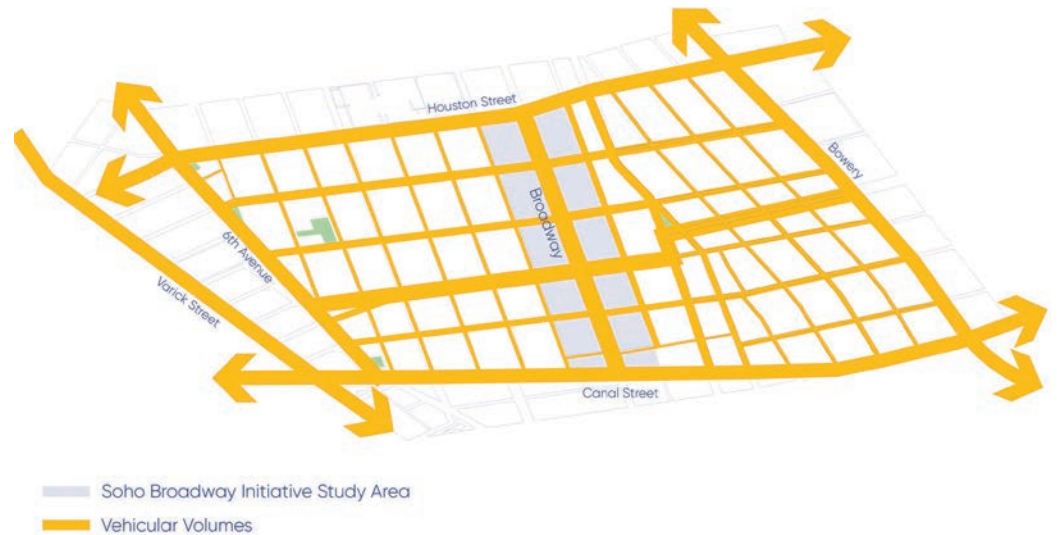 Houston Street
Bowery
Broadway
6th Avenue
Varick Street
Canal Street
Soho Broadway Initiative Study Area
Vehicular Volumes